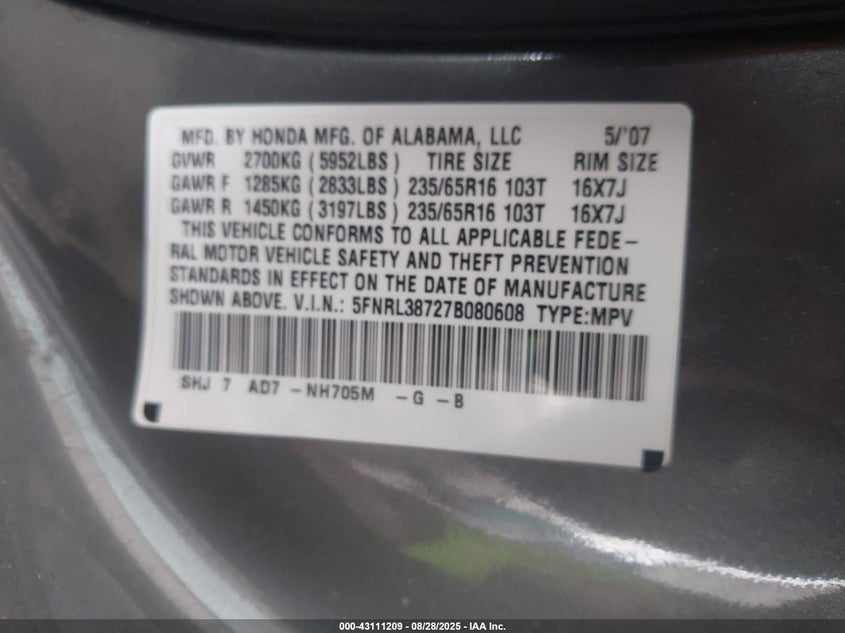 MFD. BY HONDA MFG. OF ALABAMA, LLC 5/'07
GVWR 2700KG (5952LBS) TIRE SIZE RIM SIZE
GAWR F 1285KG (2833LBS) 235/65R16 103T 16X7J
GAWR R 1450KG (3197LBS) 235/65R16 103T 16X7J
THIS VEHICLE CONFORMS TO ALL APPLICABLE FEDE-
RAL MOTOR VEHICLE SAFETY AND THEFT PREVENTION
STANDARDS IN EFFECT ON THE DATE OF MANUFACTURE
SHOWN ABOVE. V.I.N.: 5FNRL38727B080608 TYPE:MPV
SHJ 7 AD7 -NH705M -G -B
000-43111209 - 08/28/2025 - IAA Inc.